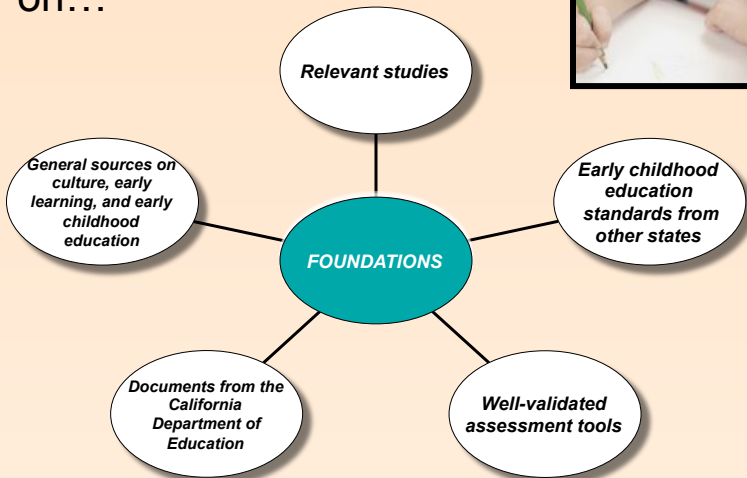 on…
Relevant studies
General sources on
culture, early
learning, and early
childhood
education
Early childhood
education
standards from
other states
FOUNDATIONS
Documents from the
California
Department of
Education
Well-validated
assessment tools